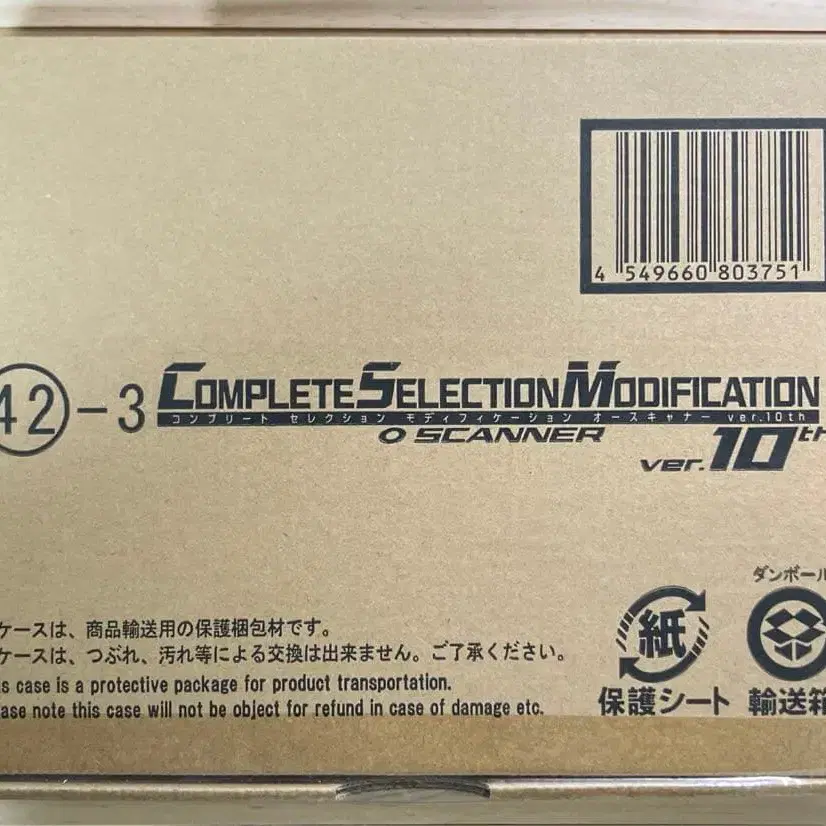 4 549660 803751
42-3
COMPLETE SELECTION MODIFICATION
コンプリート セレクション モディフィケーション オースキャナー ver.10th
O SCANNER
ver.10th
ダンボール
紙
ケースは、商品輸送用の保護梱包材です。
ケースは、つぶれ、汚れ等による交換は出来ません。ご了承ください。
s case is a protective package for product transportation.
ase note this case will not be object for refund in case of damage etc.
保護シート
輸送箱